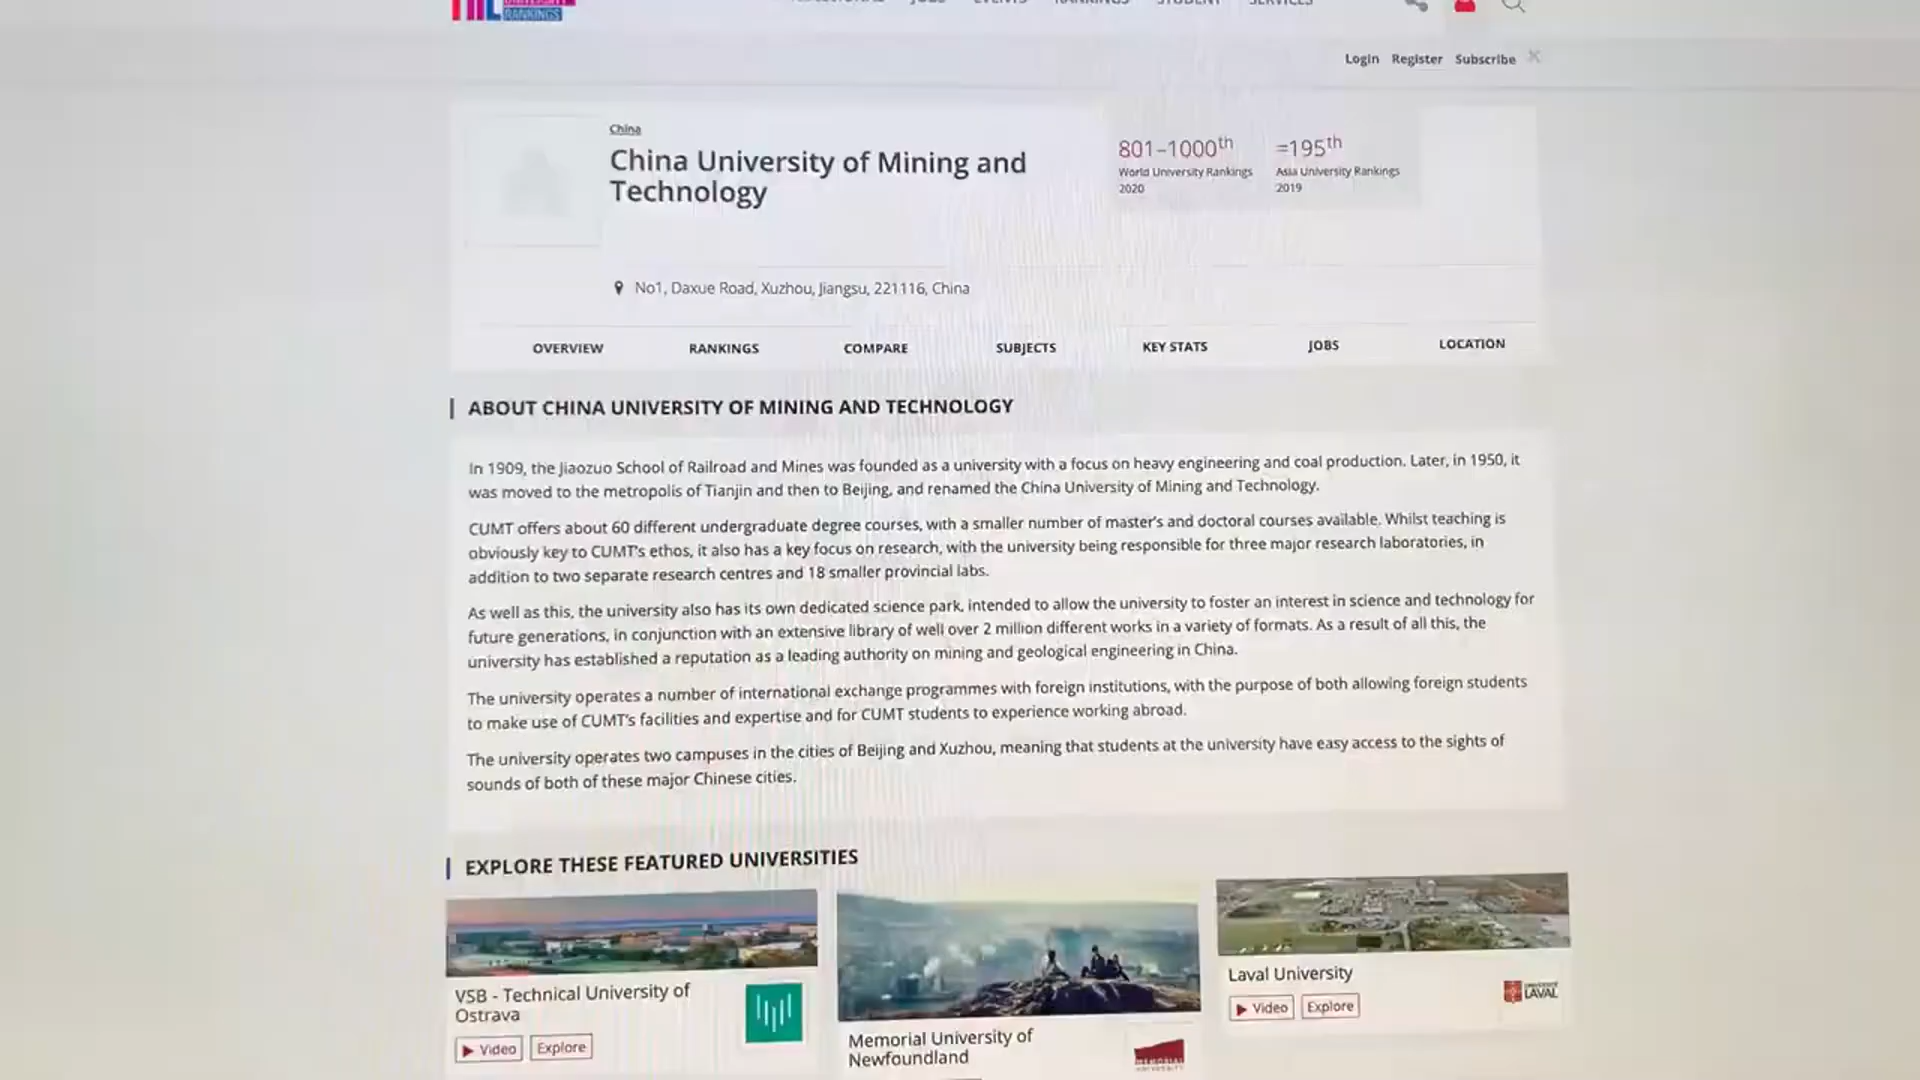 RANKINGS
Login Register Subscribe
China
China University of Mining and
Technology
801–1000th
World University Rankings
2020
=195th
Asia University Rankings
2019
No1, Daxue Road, Xuzhou, Jiangsu, 221116, China
OVERVIEW RANKINGS COMPARE SUBJECTS KEY STATS JOBS LOCATION
ABOUT CHINA UNIVERSITY OF MINING AND TECHNOLOGY
In 1909, the Jiaozuo School of Railroad and Mines was founded as a university with a focus on heavy engineering and coal production. Later, in 1950, it
was moved to the metropolis of Tianjin and then to Beijing, and renamed the China University of Mining and Technology.
CUMT offers about 60 different undergraduate degree courses, with a smaller number of master's and doctoral courses available. Whilst teaching is
obviously key to CUMT's ethos, it also has a key focus on research, with the university being responsible for three major research laboratories, in
addition to two separate research centres and 18 smaller provincial labs.
As well as this, the university also has its own dedicated science park, intended to allow the university to foster an interest in science and technology for
future generations, in conjunction with an extensive library of well over 2 million different works in a variety of formats. As a result of all this, the
university has established a reputation as a leading authority on mining and geological engineering in China.
The university operates a number of international exchange programmes with foreign institutions, with the purpose of both allowing foreign students
to make use of CUMT's facilities and expertise and for CUMT students to experience working abroad.
The university operates two campuses in the cities of Beijing and Xuzhou, meaning that students at the university have easy access to the sights of
sounds of both of these major Chinese cities.
EXPLORE THESE FEATURED UNIVERSITIES
VSB - Technical University of
Ostrava
Video Explore
Memorial University of
Newfoundland
MEMORIAL
UNIVERSITY
Laval University
Video Explore
UNIVERSITÉ
LAVAL